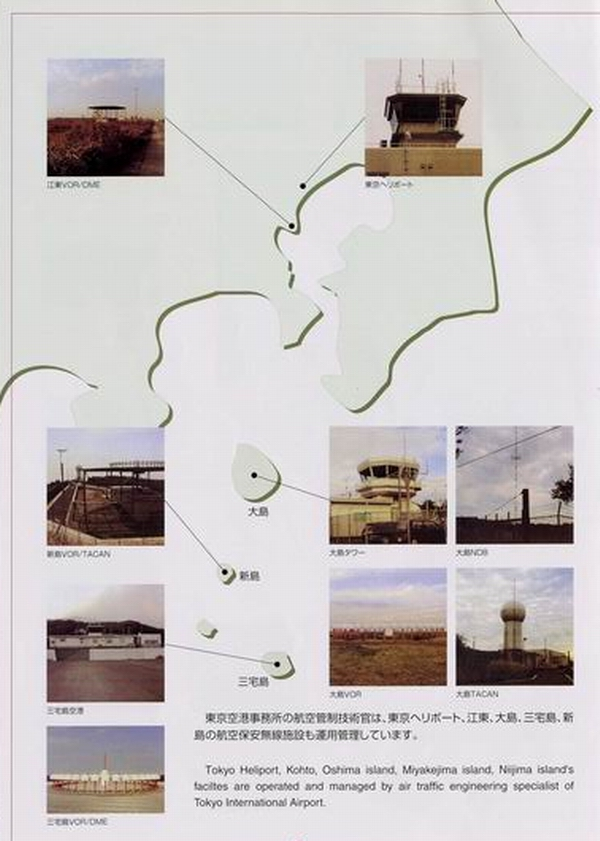 江東VOR/DME
東京ヘリポート
大島
新島VOR/TACAN
大島タワー
大島NDB
新島
三宅島
三宅島空港
大島VOR
大島TACAN
東京空港事務所の航空管制技術官は、東京ヘリポート、江東、大島、三宅島、新
島の航空保安無線施設も運用管理しています。
Tokyo Heliport, Kohto, Oshima island, Miyakejima island, Niijima island's
faciltes are operated and managed by air traffic engineering specialist of
Tokyo International Airport.
三宅島VOR/DME